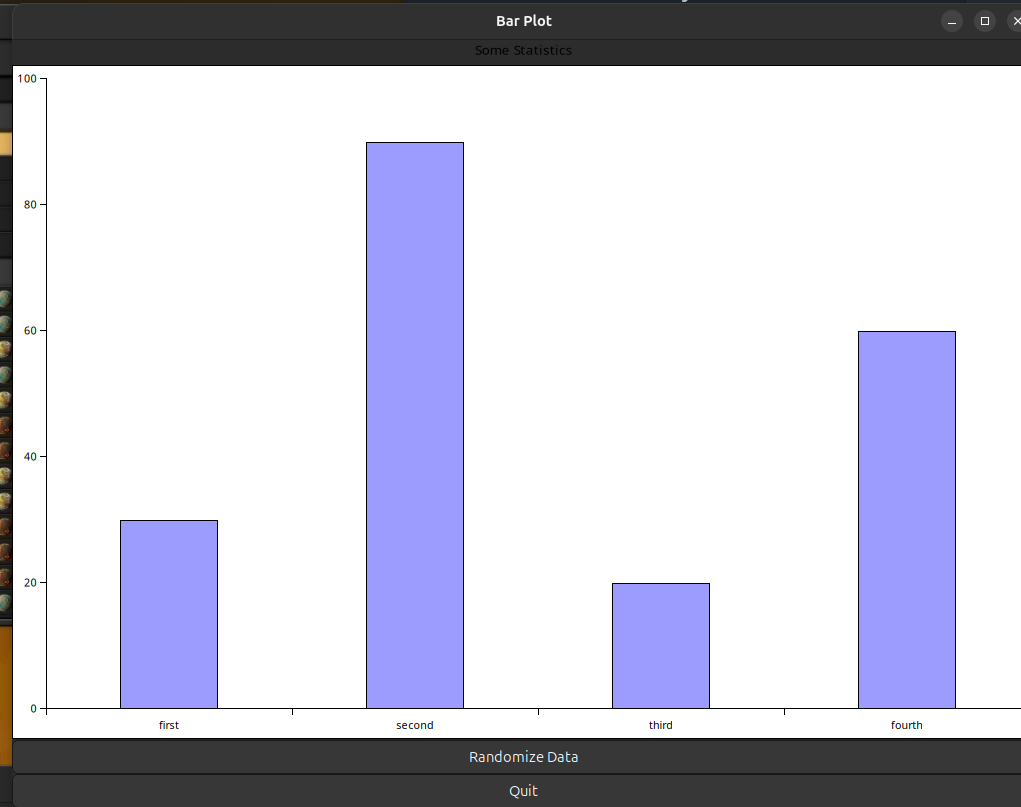 Bar Plot
Some Statistics
100
80
60
40
20
0
first second third fourth
Randomize Data
Quit